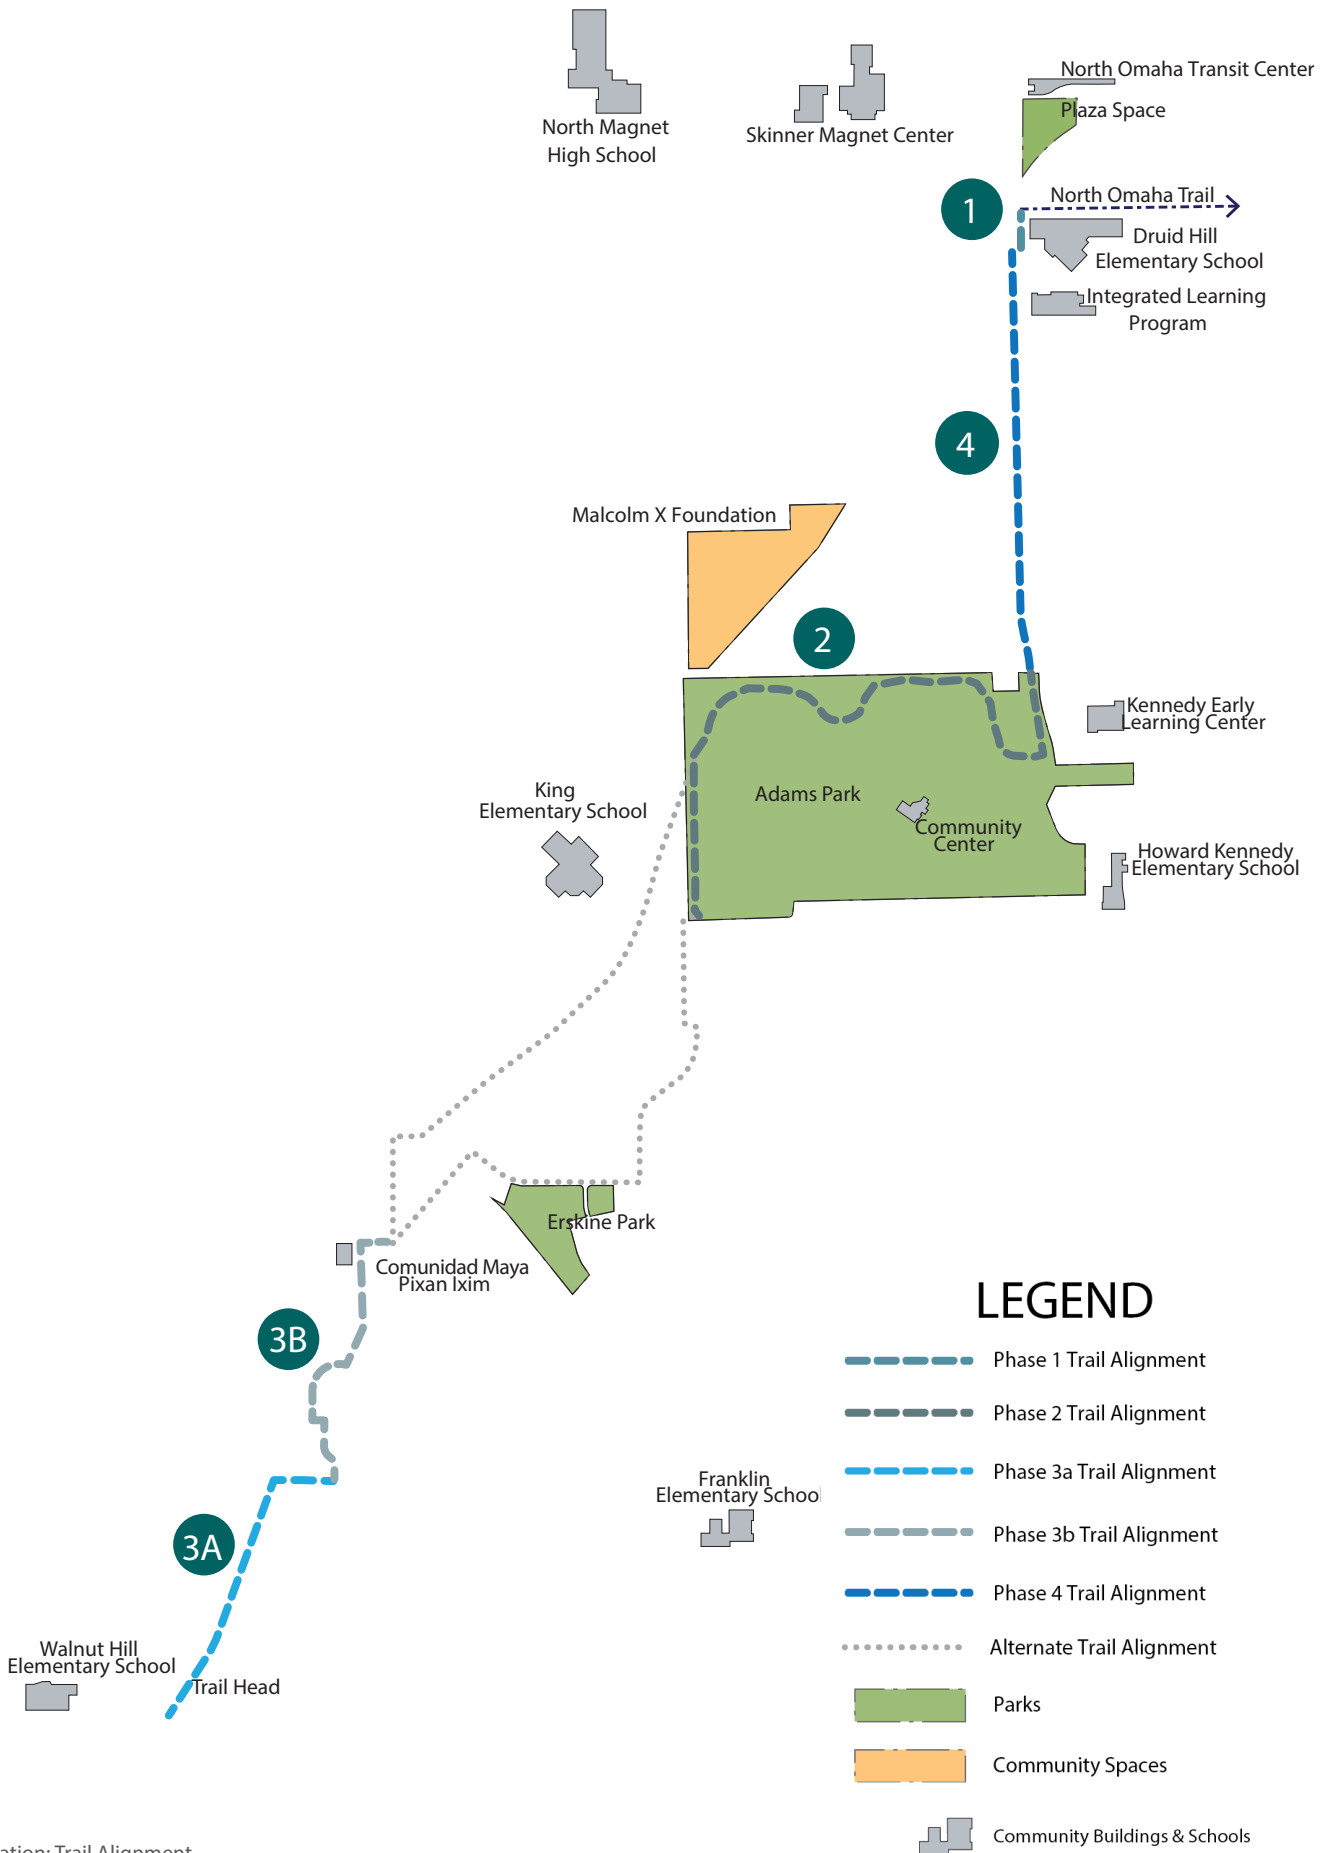 North Omaha Transit Center
Plaza Space
North Magnet
High School
Skinner Magnet Center
1
North Omaha Trail
Druid Hill
Elementary School
Integrated Learning
Program
4
Malcolm X Foundation
2
Kennedy Early
Learning Center
King
Elementary School
Adams Park
Community
Center
Howard Kennedy
Elementary School
Erskine Park
Comunidad Maya
Pixan Ixim
3B
3A
Franklin
Elementary School
Walnut Hill
Elementary School
Trail Head
LEGEND
Phase 1 Trail Alignment
Phase 2 Trail Alignment
Phase 3a Trail Alignment
Phase 3b Trail Alignment
Phase 4 Trail Alignment
Alternate Trail Alignment
Parks
Community Spaces
Community Buildings & Schools
Trail Alignment